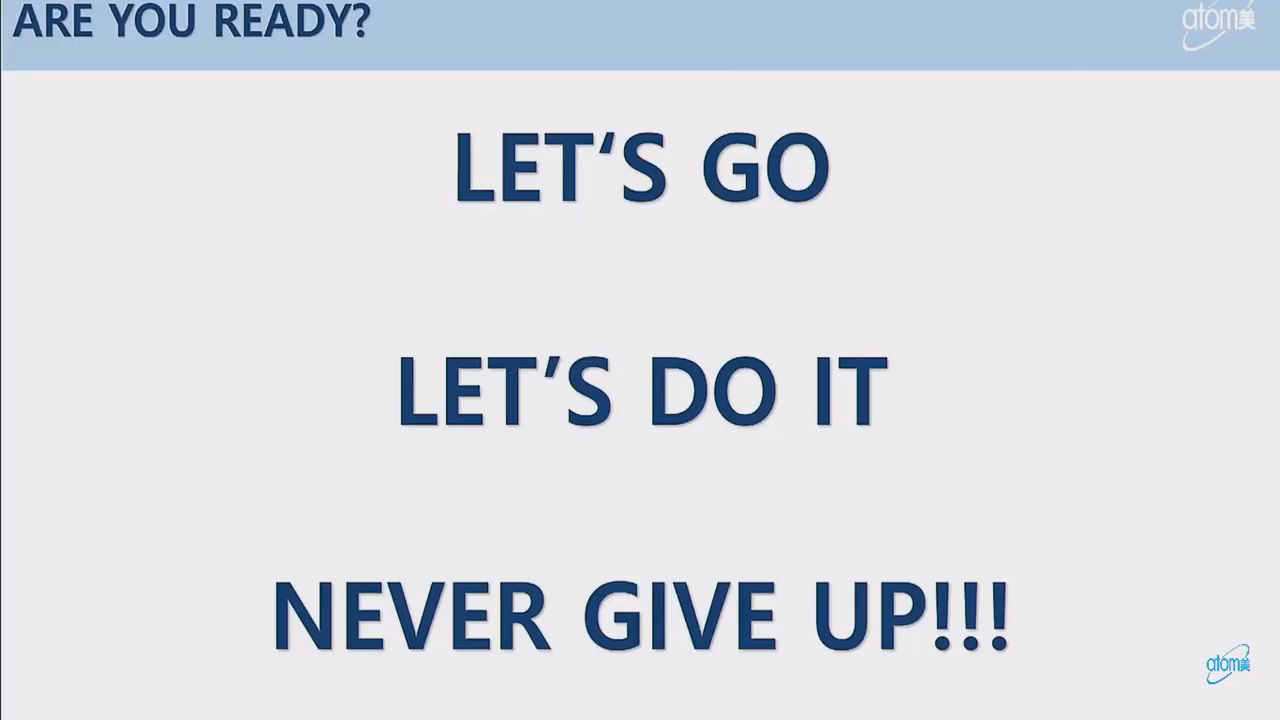 ARE YOU READY?
atom美
LET‘S GO
LET’S DO IT
NEVER GIVE UP!!!
atom美